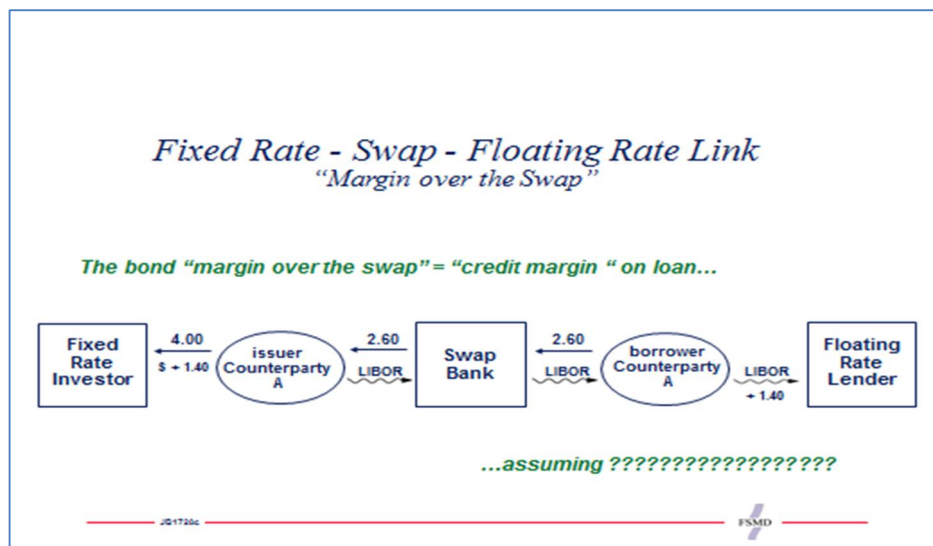 Fixed Rate - Swap - Floating Rate Link
“Margin over the Swap”
The bond “margin over the swap” = “credit margin “ on loan…
Fixed
Rate
Investor
4.00
S + 1.40
issuer
Counterparty
A
2.60
LIBOR
Swap
Bank
2.60
LIBOR
borrower
Counterparty
A
LIBOR
+ 1.40
Floating
Rate
Lender
…assuming ??????????????????
FSMD